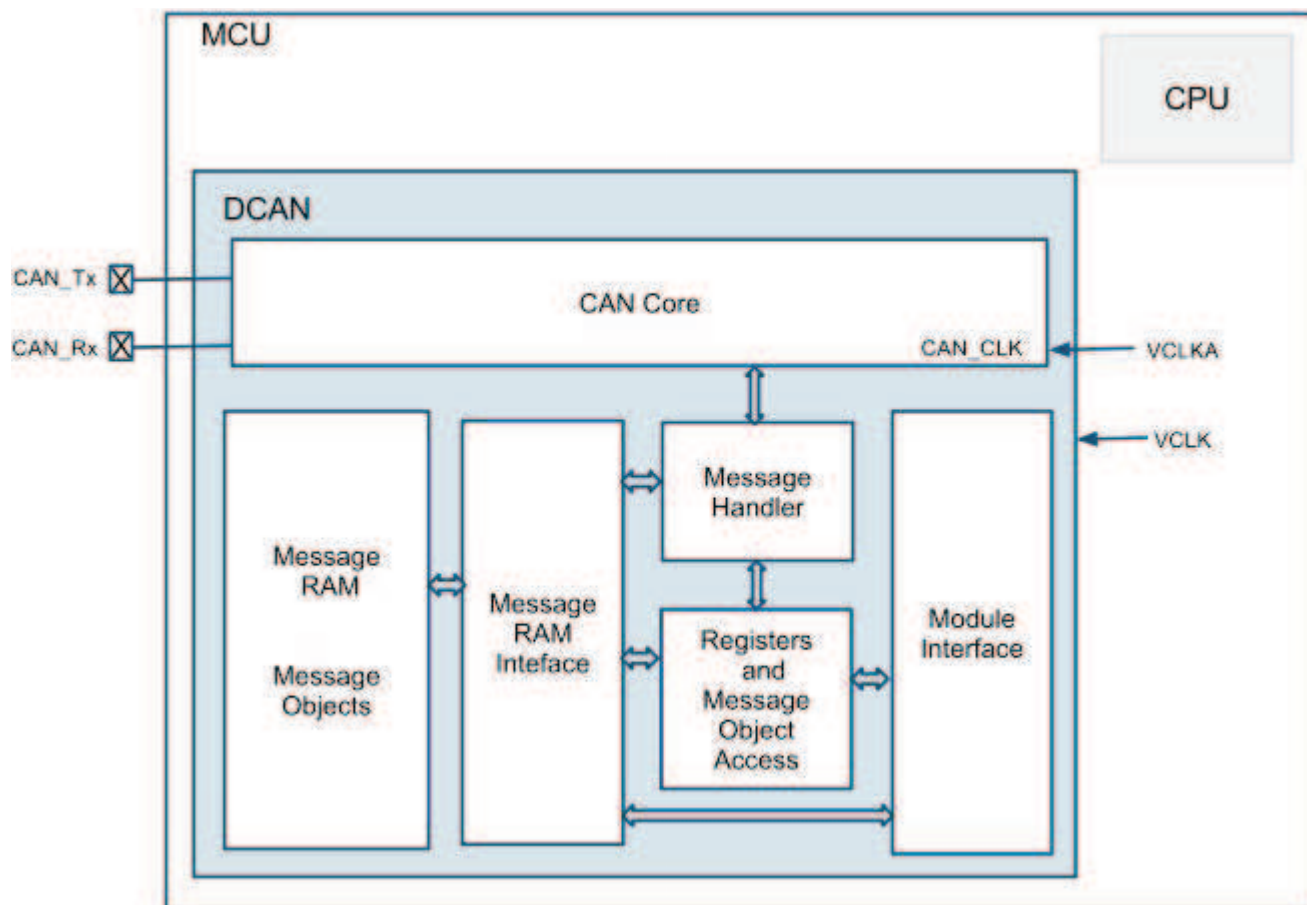 MCU
CPU
DCAN
CAN_Tx
CAN Core
CAN_Rx
CAN_CLK
VCLKA
VCLK
Message
Handler
Message
RAM
Message
Objects
Message
RAM
Inteface
Registers
and
Message
Object
Access
Module
Interface